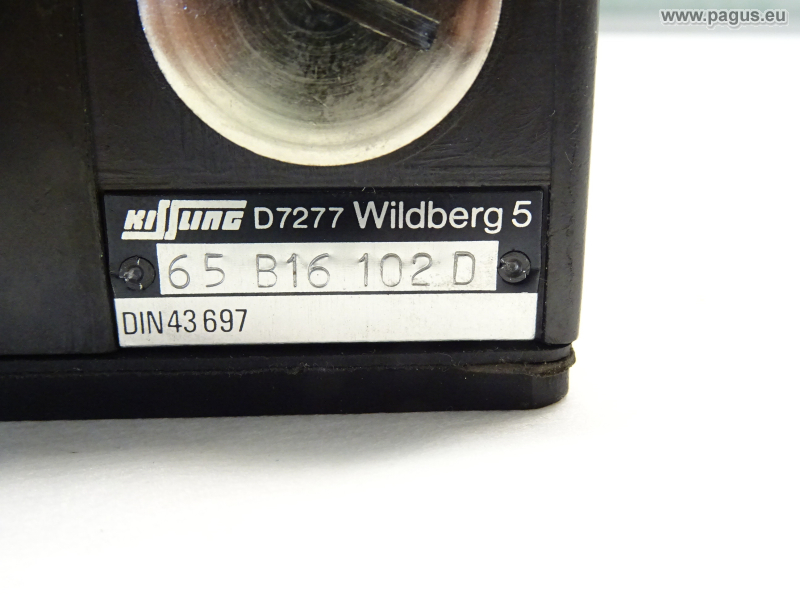 www.pagus.eu
KISSLING D7277 Wildberg 5
65 B16 102 D
DIN 43 697